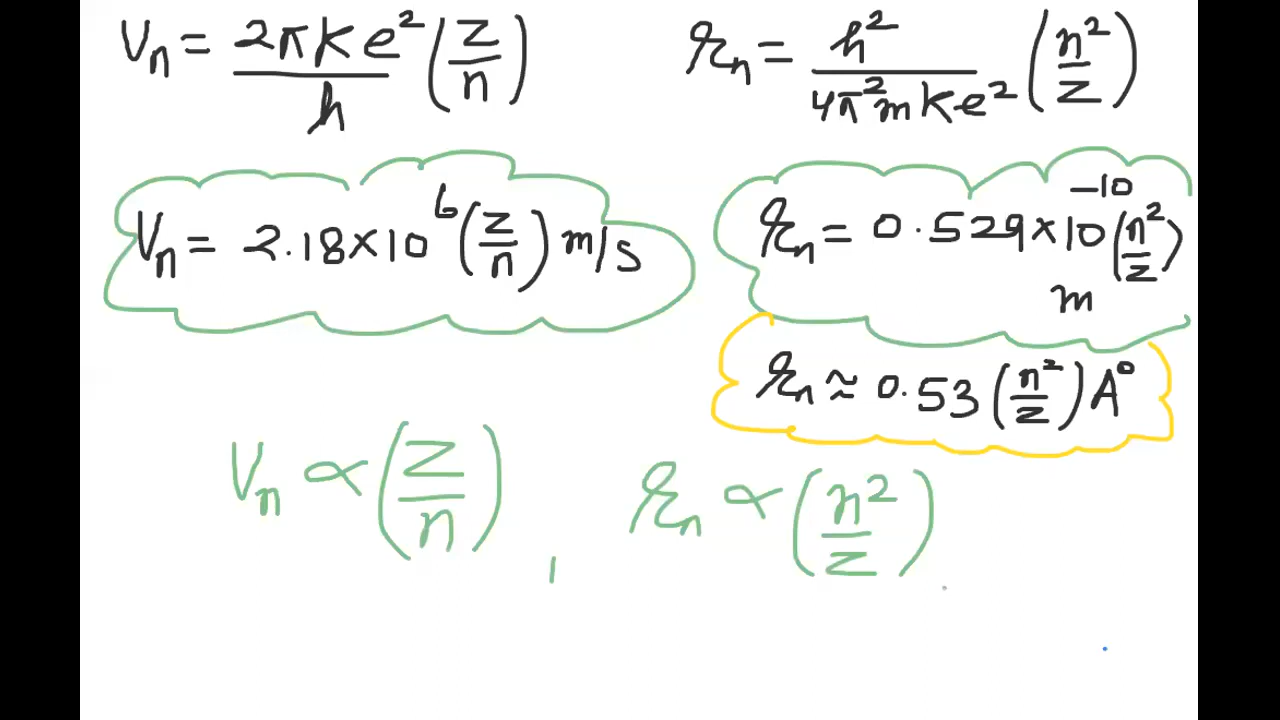 Vn = 2πKe²/h (Z/n)
rn = h²/4π²mKe² (n²/Z)
Vn = 2.18×10⁶ (Z/n) m/s
rn = 0.529×10⁻¹⁰ (n²/Z)
m
rn ≈ 0.53 (n²/Z) A⁰
Vn ∝ (Z/n) , rn ∝ (n²/Z)